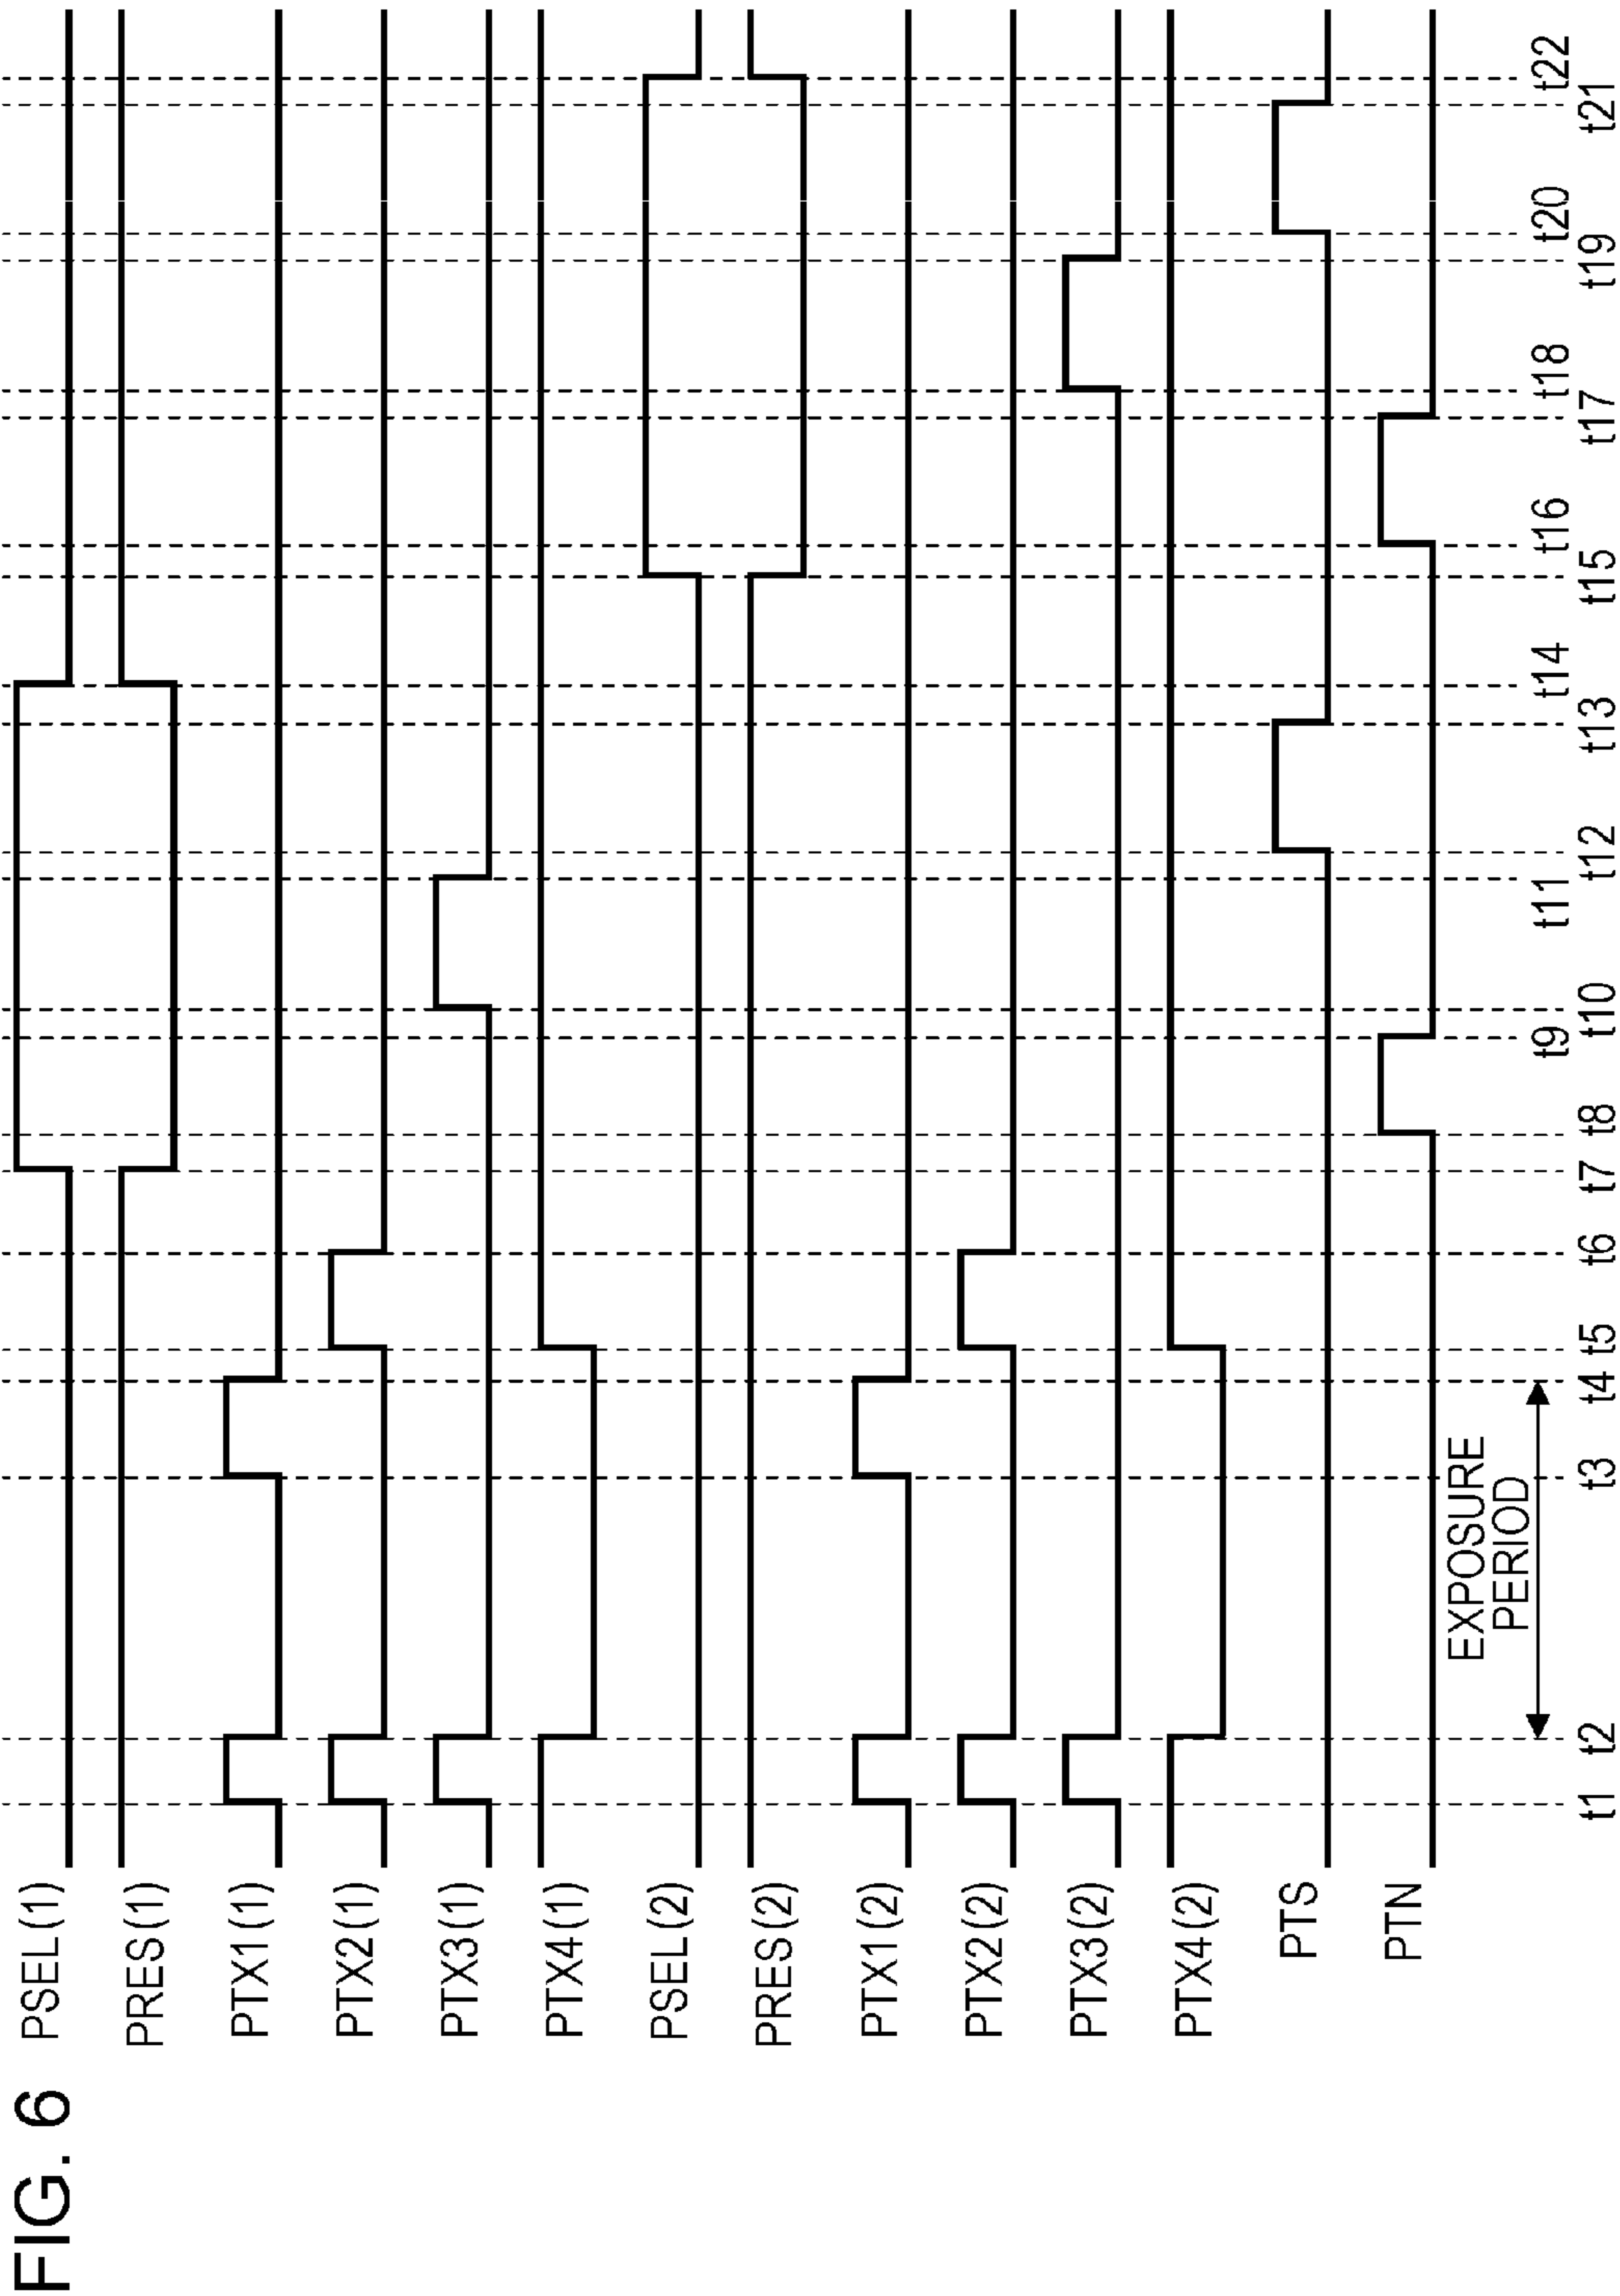 FIG. 6
PSEL(1)
PRES(1)
PTX1(1)
PTX2(1)
PTX3(1)
PTX4(1)
PSEL(2)
PRES(2)
PTX1(2)
PTX2(2)
PTX3(2)
PTX4(2)
PTS
PTN
EXPOSURE
PERIOD
t9 t11 t14 t16 t18 t20 t22
t1 t2 t3 t4 t5 t6 t7 t8 t10 t12 t13 t15 t17 t19 t21